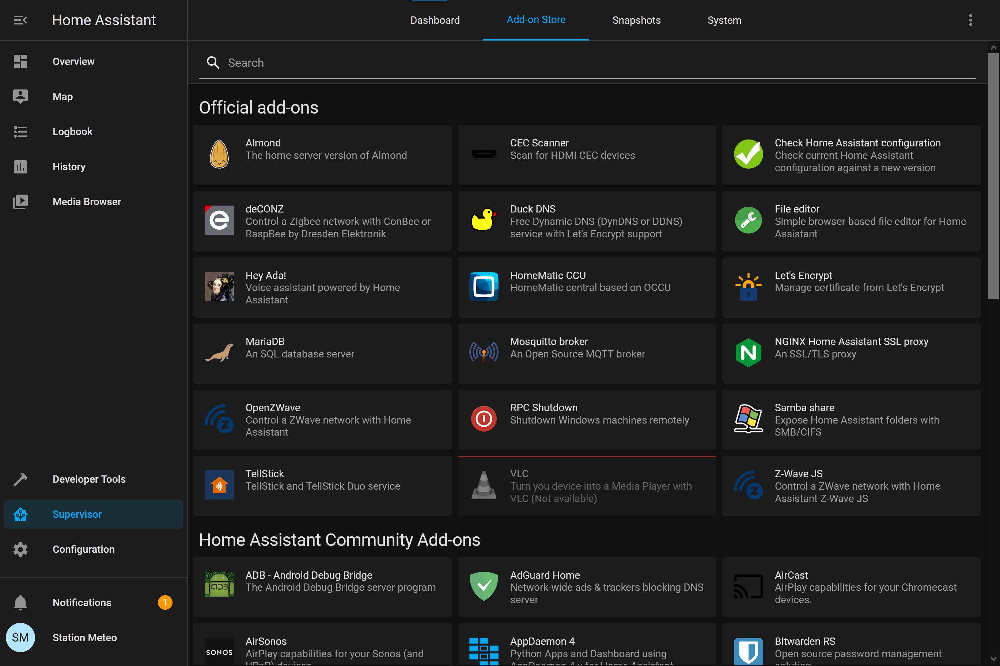 Home Assistant
Dashboard
Add-on Store
Snapshots
System
Overview
Map
Logbook
History
Media Browser
Developer Tools
Supervisor
Configuration
Notifications
1
SM
Station Meteo
Search
Official add-ons
Almond
The home server version of Almond
CEC Scanner
Scan for HDMI CEC devices
Check Home Assistant configuration
Check current Home Assistant
configuration against a new version
deCONZ
Control a Zigbee network with ConBee or
RaspBee by Dresden Elektronik
Duck DNS
Free Dynamic DNS (DynDNS or DDNS)
service with Let's Encrypt support
File editor
Simple browser-based file editor for Home
Assistant
Hey Ada!
Voice assistant powered by Home
Assistant
HomeMatic CCU
HomeMatic central based on OCCU
Let's Encrypt
Manage certificate from Let's Encrypt
MariaDB
An SQL database server
Mosquitto broker
An Open Source MQTT broker
NGINX Home Assistant SSL proxy
An SSL/TLS proxy
OpenZWave
Control a ZWave network with Home
Assistant
RPC Shutdown
Shutdown Windows machines remotely
Samba share
Expose Home Assistant folders with
SMB/CIFS
TellStick
TellStick and TellStick Duo service
VLC
Turn you device into a Media Player with
VLC (Not available)
Z-Wave JS
Control a ZWave network with Home
Assistant Z-Wave JS
Home Assistant Community Add-ons
ADB - Android Debug Bridge
The Android Debug Bridge server program
AdGuard Home
Network-wide ads & trackers blocking DNS
server
AirCast
AirPlay capabilities for your Chromecast
devices.
SONOS
AirSonos
AirPlay capabilities for your Sonos (and
UPnP) devices
AppDaemon 4
Python Apps and Dashboard using
AppDaemon 4.x for Home Assistant
Bitwarden RS
Open source password management
solution